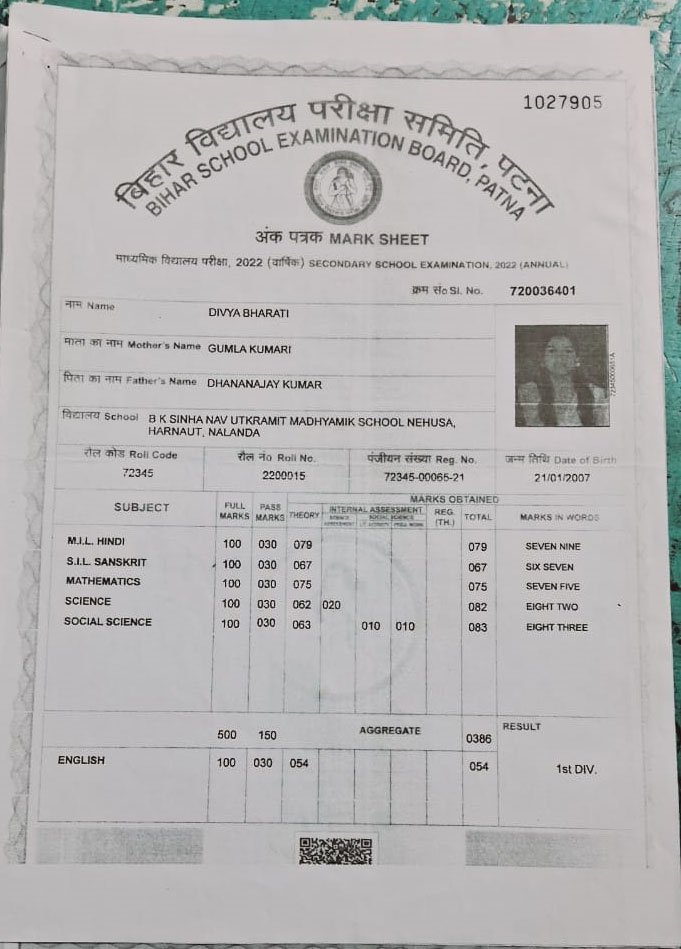 1027905
बिहार विद्यालय परीक्षा समिति, पटना
BIHAR SCHOOL EXAMINATION BOARD, PATNA
अंक पत्रक MARK SHEET
माध्यमिक विद्यालय परीक्षा, 2022 (वार्षिक) SECONDARY SCHOOL EXAMINATION, 2022 (ANNUAL)
क्रम सं० Sl. No. 720036401
नाम Name DIVYA BHARATI
माता का नाम Mother's Name GUMLA KUMARI
पिता का नाम Father's Name DHANANAJAY KUMAR
विद्यालय School B K SINHA NAV UTKRAMIT MADHYAMIK SCHOOL NEHUSA,
HARNAUT, NALANDA
रौल कोड Roll Code रौल नं० Roll No. पंजीयन संख्या Reg. No. जन्म तिथि Date of Birth
72345 2200015 72345-00065-21 21/01/2007
MARKS OBTAINED
SUBJECT FULL MARKS PASS MARKS THEORY INTERNAL ASSESSMENT REG. (TH.) TOTAL MARKS IN WORDS
SOCIAL SCIENCE
M.I.L. HINDI 100 030 079 079 SEVEN NINE
S.I.L. SANSKRIT 100 030 067 067 SIX SEVEN
MATHEMATICS 100 030 075 075 SEVEN FIVE
SCIENCE 100 030 062 020 082 EIGHT TWO
SOCIAL SCIENCE 100 030 063 010 010 083 EIGHT THREE
500 150 AGGREGATE 0386 RESULT
ENGLISH 100 030 054 054 1st DIV.